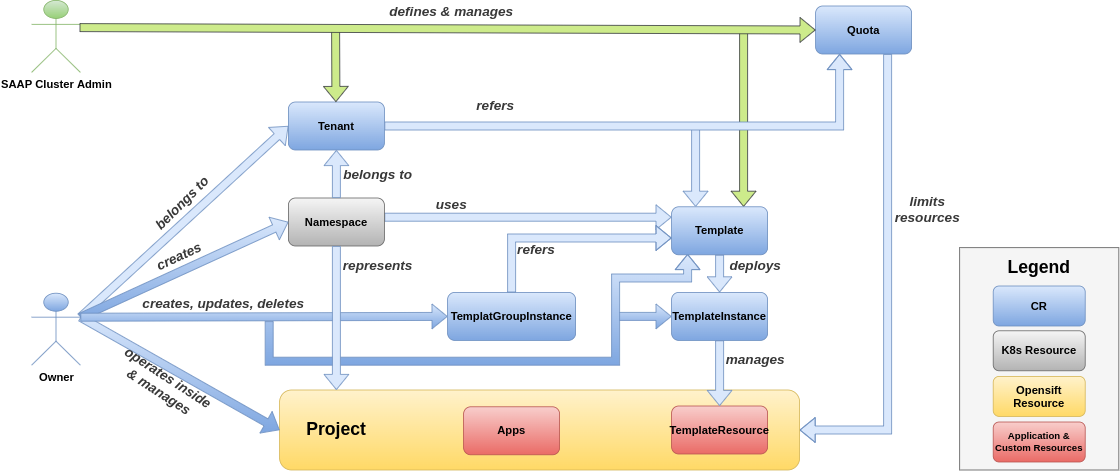 defines & manages
Quota
SAAP Cluster Admin
refers
Tenant
belongs to
belongs to
uses
limits
resources
Namespace
Template
creates
refers
represents
deploys
Legend
creates, updates, deletes
CR
TemplatGroupInstance
TemplateInstance
K8s Resource
Owner
operates inside
& manages
manages
Opensift
Resource
Project
Apps
TemplateResource
Application &
Custom Resources